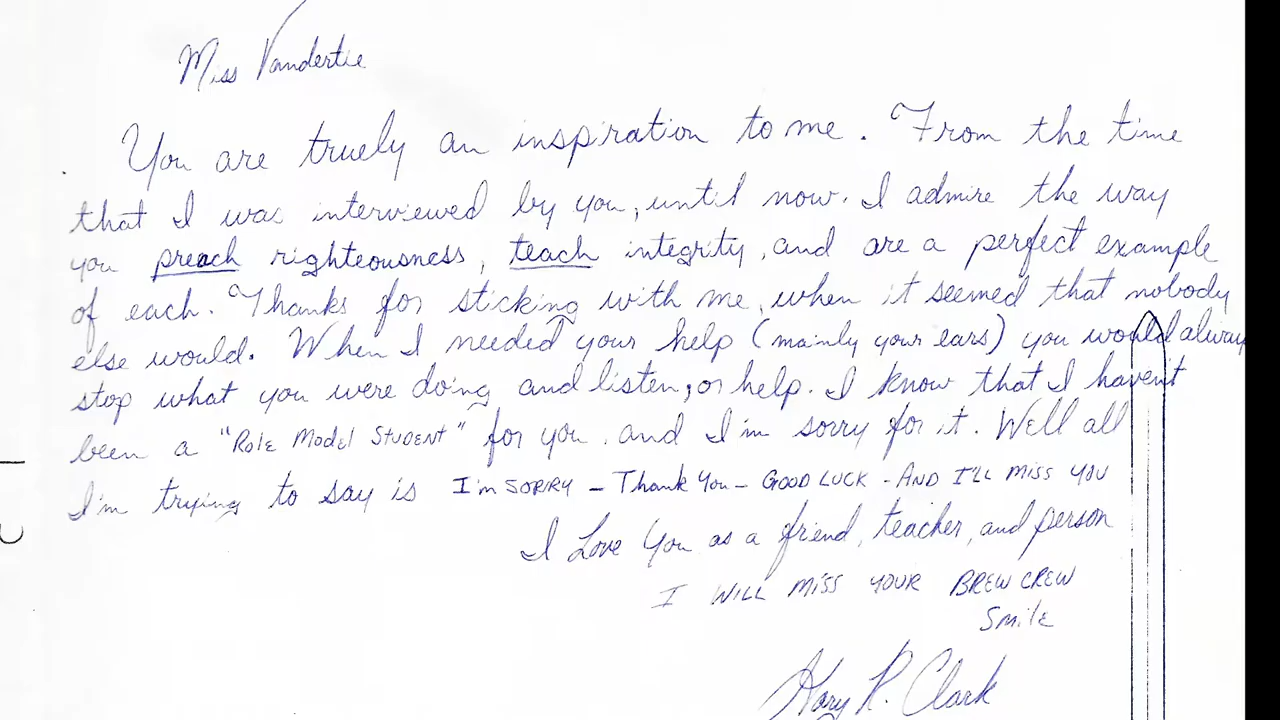 Miss Vandertie
You are truely an inspiration to me. From the time
that I was interviewed by you, until now. I admire the way
you preach righteousness, teach integrity, and are a perfect example
of each. Thanks for sticking with me, when it seemed that nobody
else would. When I needed your help (mainly your ears) you would always
stop what you were doing and listen, or help. I know that I haven't
been a "Role Model Student" for you, and I'm sorry for it. Well all
I'm trying to say is I'm SORRY - Thank You - GOOD LUCK - AND I'LL MISS YOU
I Love You as a friend, teacher, and person
I WILL MISS YOUR BREW CREW
Smile
R. Clark